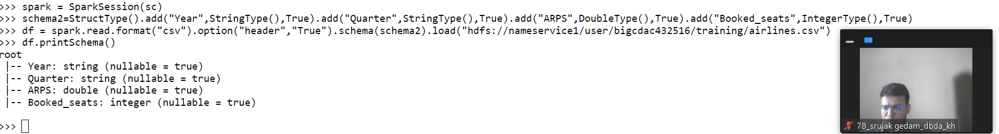 >>> spark = SparkSession(sc)
>>> schema2=StructType().add("Year",StringType(),True).add("Quarter",StringType(),True).add("ARPS",DoubleType(),True).add("Booked_seats",IntegerType(),True)
>>> df = spark.read.format("csv").option("header","True").schema(schema2).load("hdfs://nameservice1/user/bigcdac432516/training/airlines.csv")
>>> df.printSchema()
root
 |-- Year: string (nullable = true)
 |-- Quarter: string (nullable = true)
 |-- ARPS: double (nullable = true)
 |-- Booked_seats: integer (nullable = true)
>>>
78_srujak gedam_dbda_kh